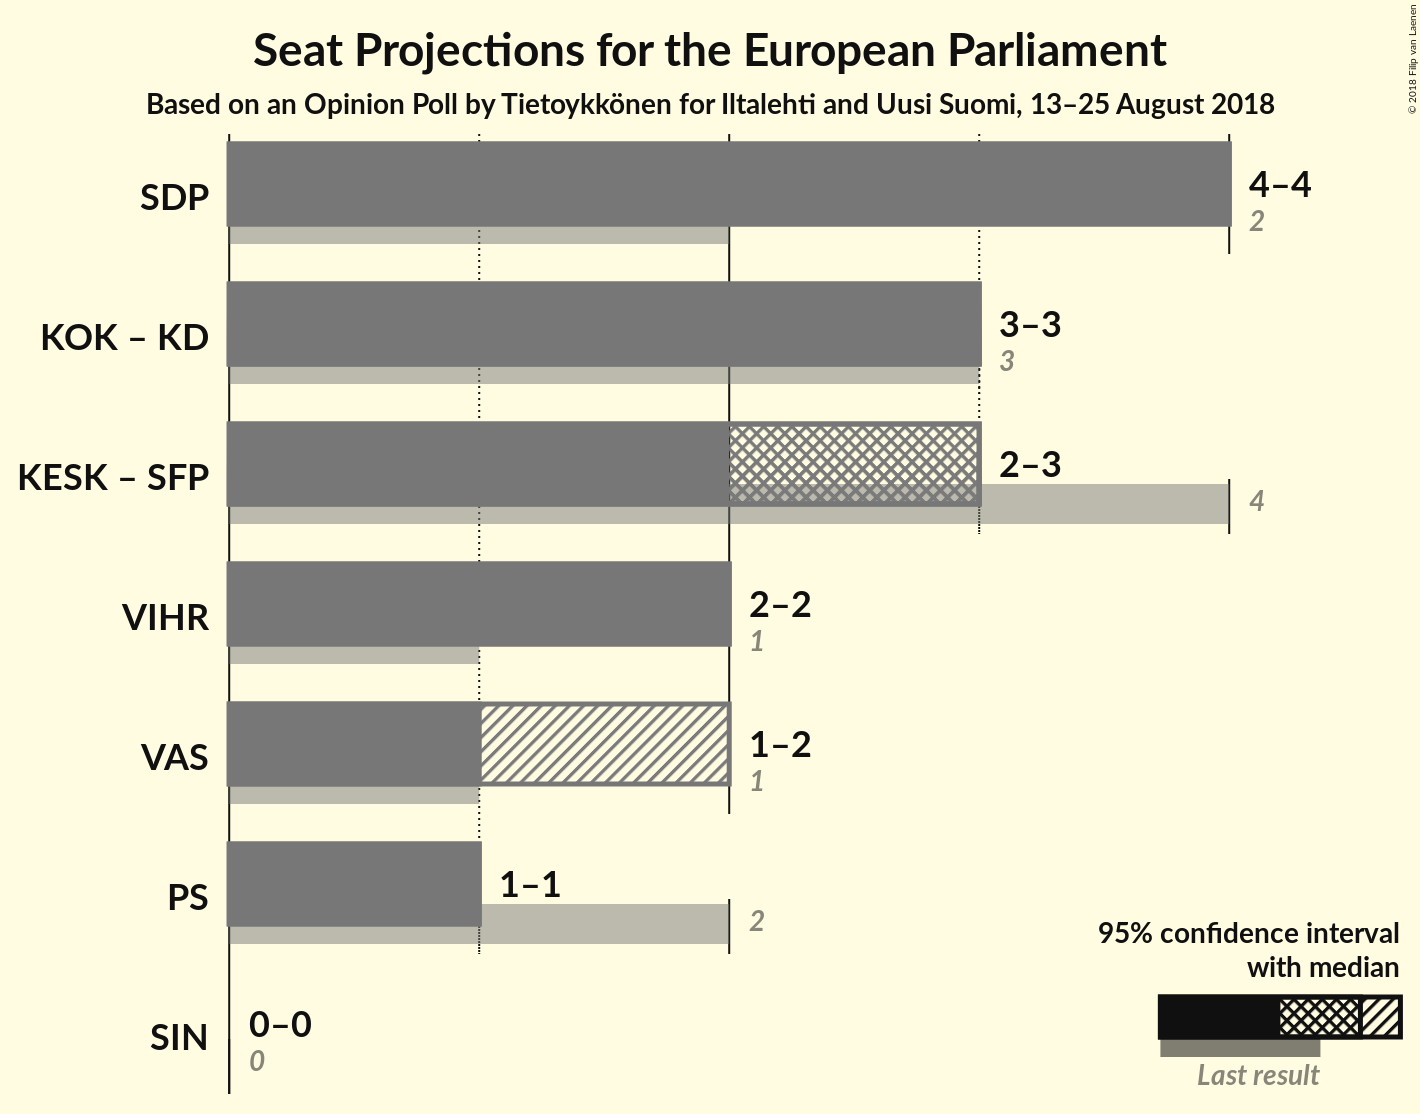 Seat Projections for the European Parliament
Based on an Opinion Poll by Tietoykkönen for Iltalehti and Uusi Suomi, 13–25 August 2018
© 2018 Filip van Laenen
SDP
4–4
2
KOK – KD
3–3
3
KESK – SFP
2–3
4
VIHR
2–2
1
VAS
1–2
1
PS
1–1
2
SIN
0–0
0
95% confidence interval
with median
Last result